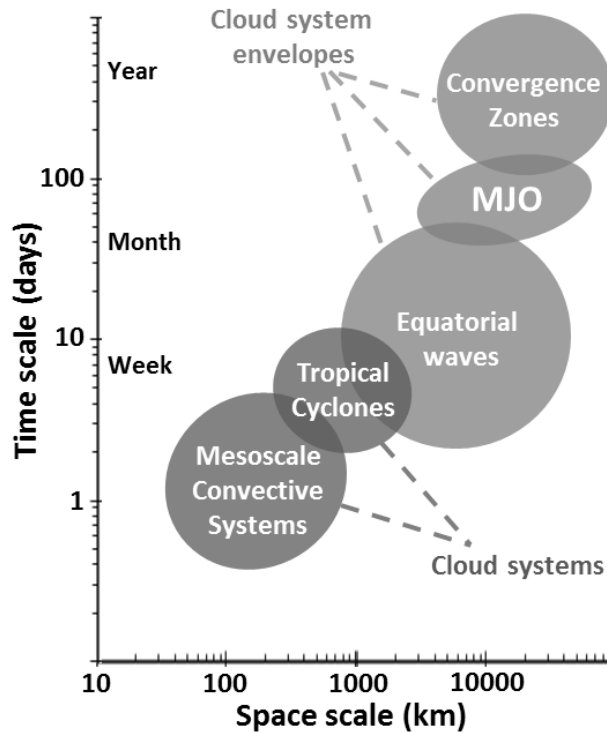 Cloud system
envelopes
Year
Convergence
Zones
100
MJO
Month
Equatorial
waves
10
Week
Tropical
Cyclones
Mesoscale
Convective
Systems
1
Cloud systems
Time scale (days)
10
100
1000
10000
Space scale (km)